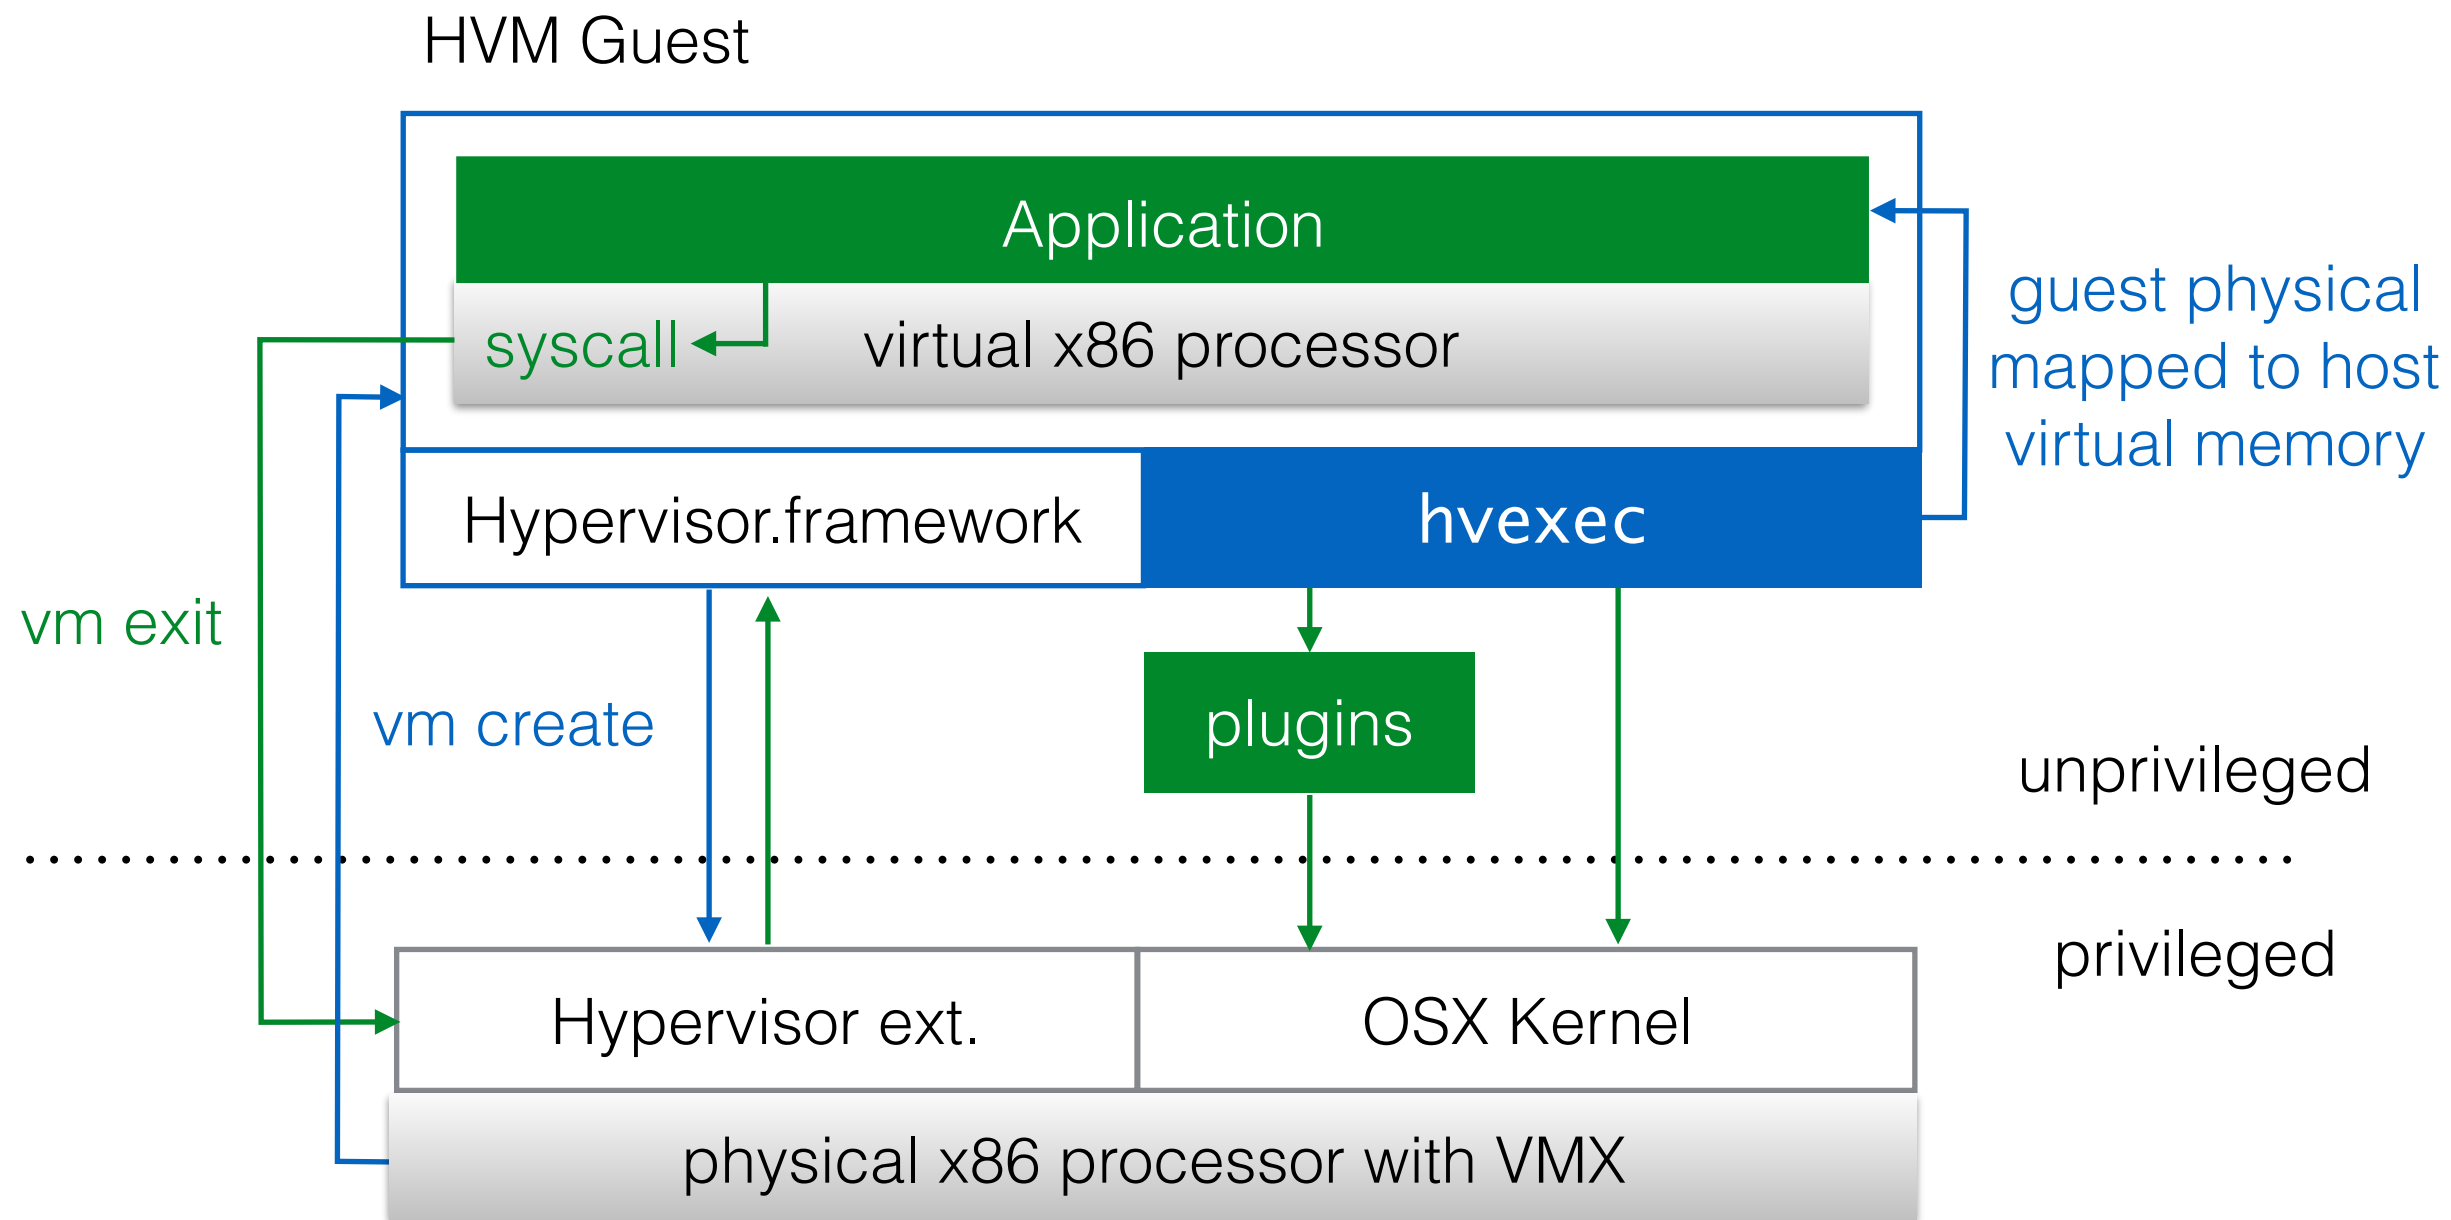 HVM Guest
Application
syscall
virtual x86 processor
guest physical
mapped to host
virtual memory
Hypervisor.framework
hvexec
vm exit
vm create
plugins
unprivileged
privileged
Hypervisor ext.
OSX Kernel
physical x86 processor with VMX